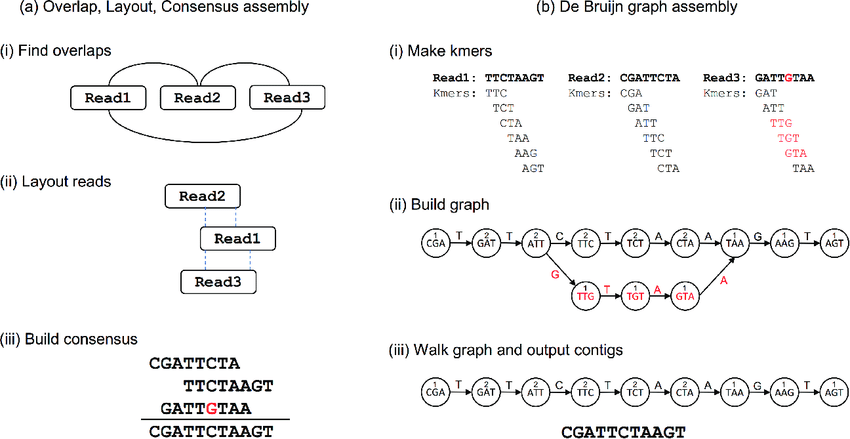 (a) Overlap, Layout, Consensus assembly
(i) Find overlaps
Read1 Read2 Read3
(ii) Layout reads
Read2
Read1
Read3
(iii) Build consensus
CGATTCTA
TTCTAAGT
GATTGTAA
CGATTCTAAGT
(b) De Bruijn graph assembly
(i) Make kmers
Read1: TTCTAAGT Read2: CGATTCTA Read3: GATTGTAA
Kmers: TTC Kmers: CGA Kmers: GAT
TCT GAT ATT
CTA ATT TTG
TAA TTC TGT
AAG TCT GTA
AGT CTA TAA
(ii) Build graph
T T C T A A G T
1 2 2 2 2 2 1 1 1
CGA GAT ATT TTC TCT CTA TAA AAG AGT
G T A A
1 1 1
TTG TGT GTA
(iii) Walk graph and output contigs
T T C T A A G T
1 2 2 2 2 2 1 1 1
CGA GAT ATT TTC TCT CTA TAA AAG AGT
CGATTCTAAGT